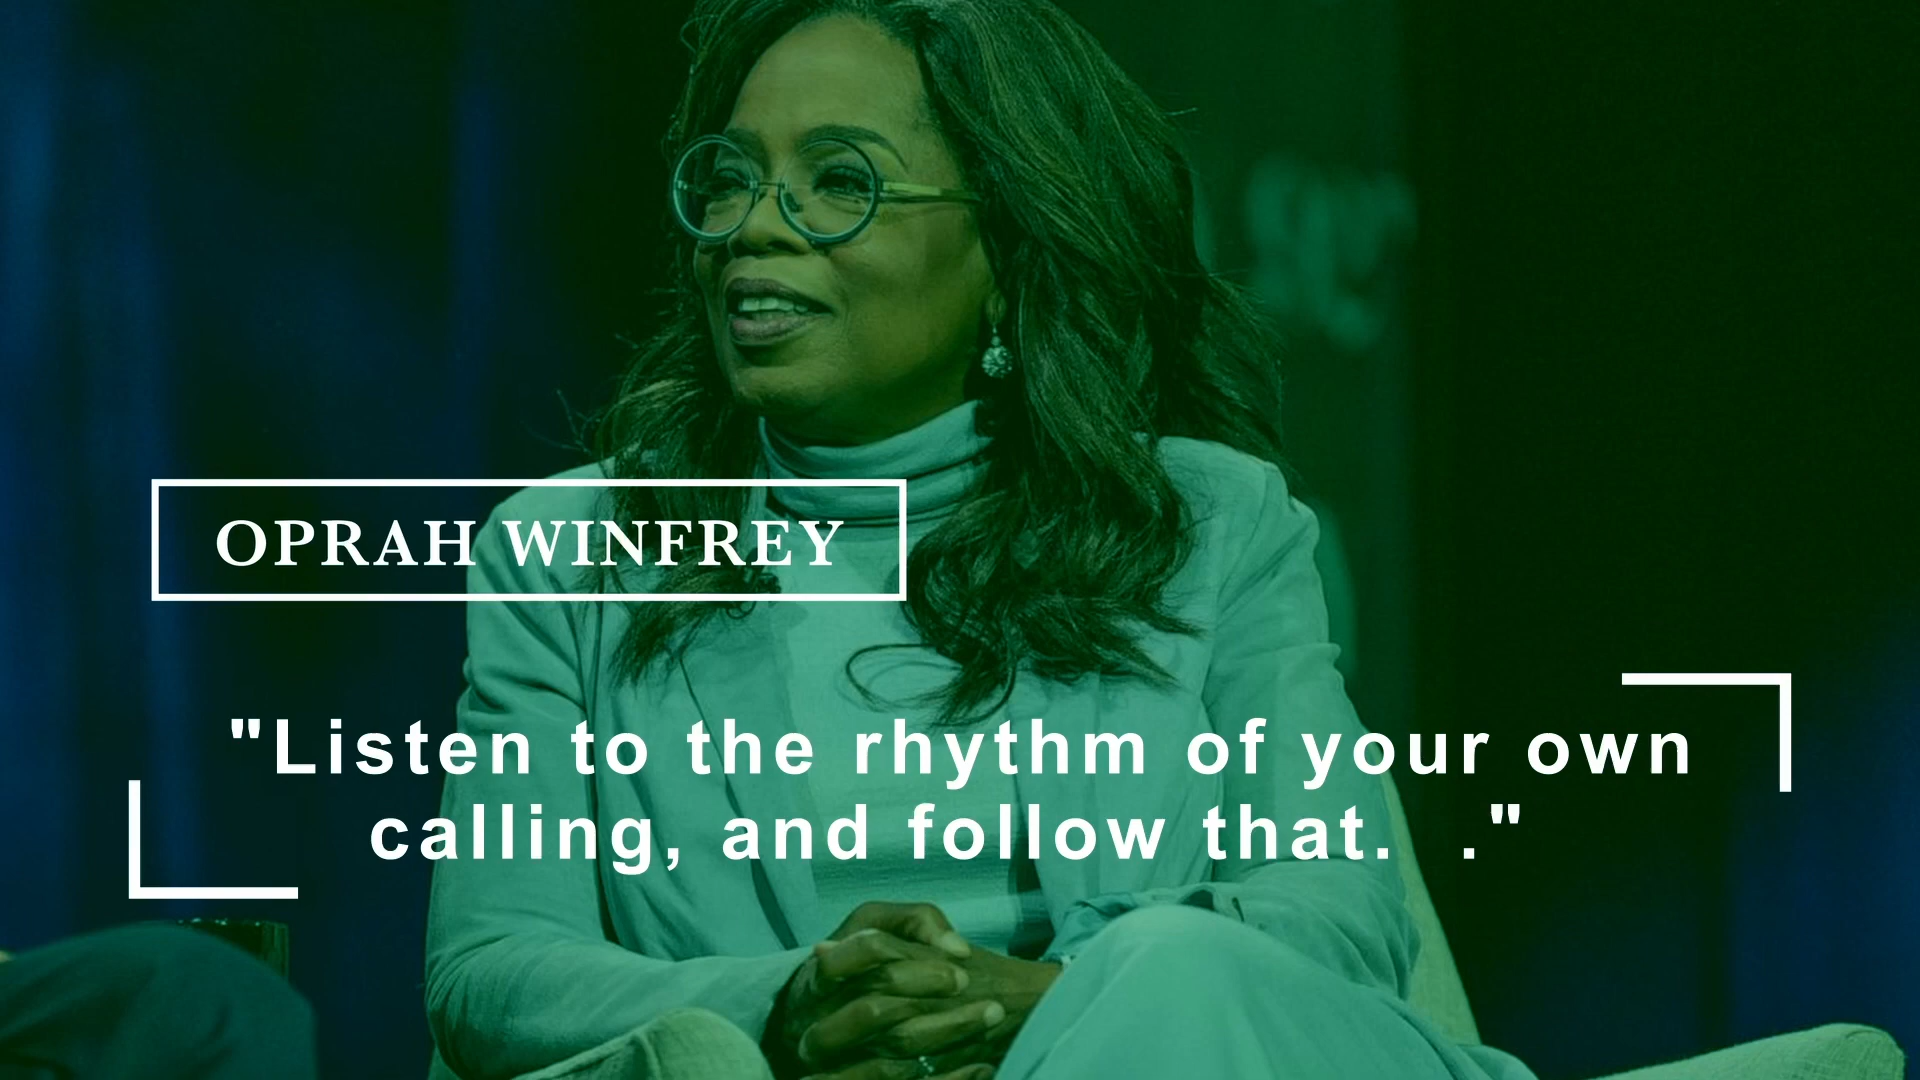 OPRAH WINFREY
"Listen to the rhythm of your own
calling, and follow that.  ."